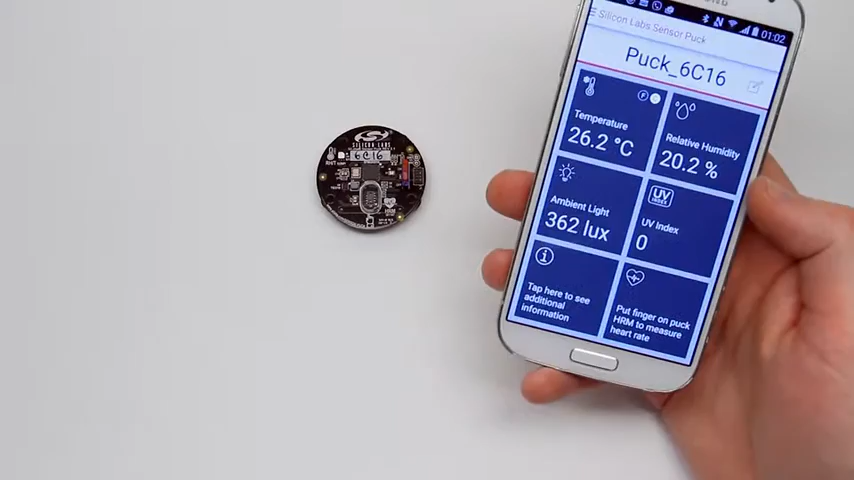 01:02
Silicon Labs Sensor Puck
Puck_6C16
F
Temperature
26.2 °C
Relative Humidity
20.2 %
Ambient Light
362 lux
UV
INDEX
UV Index
0
Tap here to see
additional
information
Put finger on puck
HRM to measure
heart rate
SILICON LABS
6C16